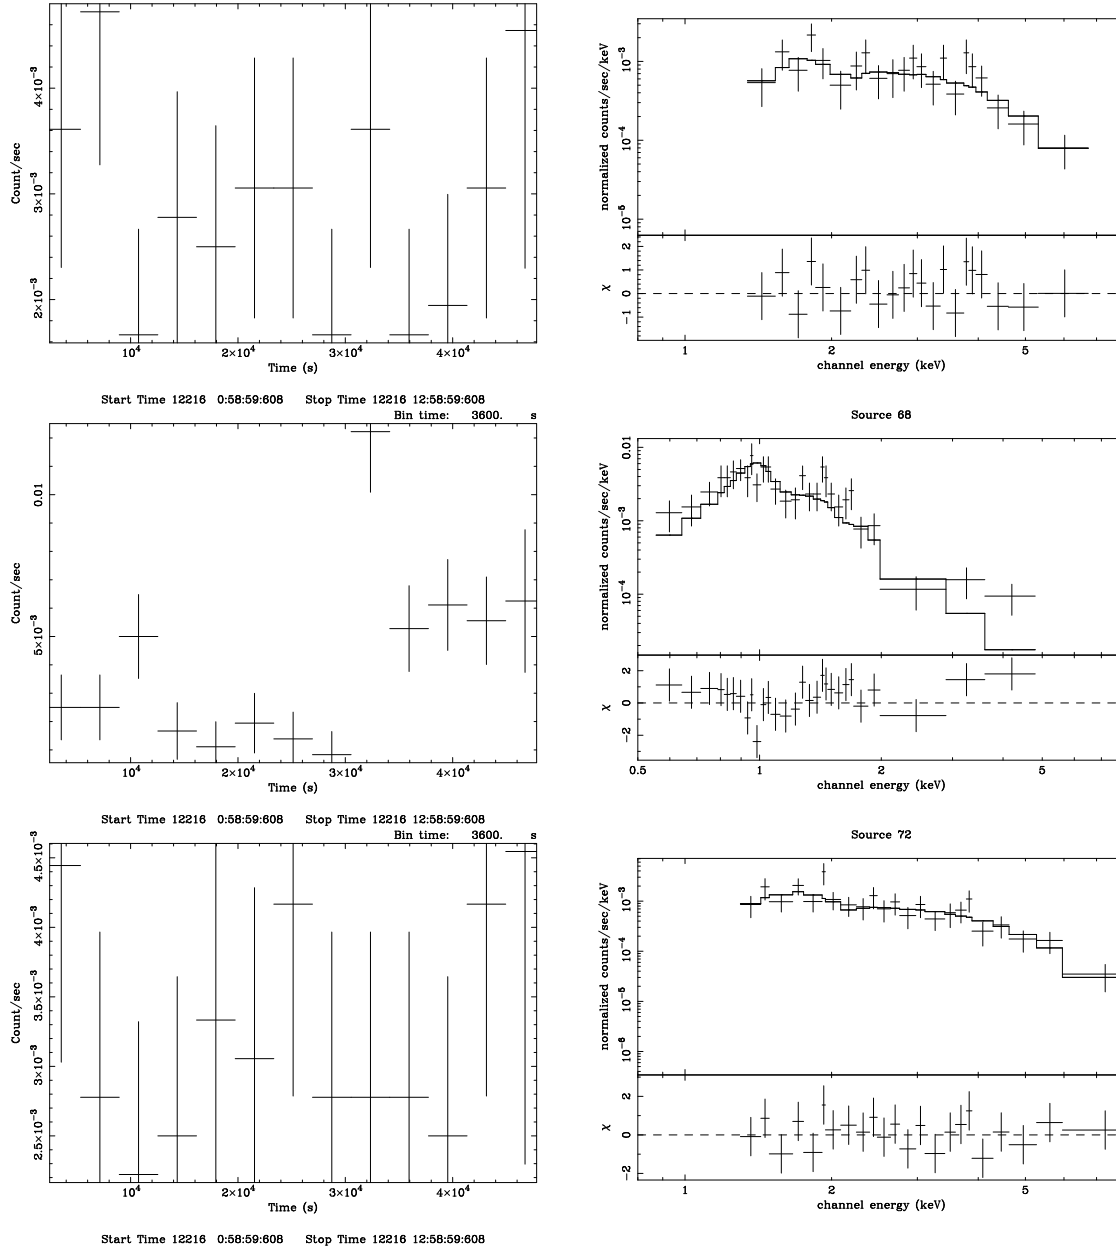 Count/sec
2×10⁻³ 3×10⁻³ 4×10⁻³
10⁴ 2×10⁴ 3×10⁴ 4×10⁴
Time (s)
Start Time 12216 0:58:59:608 Stop Time 12216 12:58:59:608
normalized counts/sec/keV
10⁻⁵ 10⁻⁴ 10⁻³
χ
-1 0 1 2
1 2 5
channel energy (keV)
Bin time: 3600. s
Count/sec
5×10⁻³ 0.01
10⁴ 2×10⁴ 3×10⁴ 4×10⁴
Time (s)
Start Time 12216 0:58:59:608 Stop Time 12216 12:58:59:608
Source 68
normalized counts/sec/keV
10⁻⁴ 10⁻³ 0.01
χ
-2 0 2
0.5 1 2 5
channel energy (keV)
Bin time: 3600. s
Count/sec
2.5×10⁻³ 3×10⁻³ 3.5×10⁻³ 4×10⁻³ 4.5×10⁻³
10⁴ 2×10⁴ 3×10⁴ 4×10⁴
Time (s)
Start Time 12216 0:58:59:608 Stop Time 12216 12:58:59:608
Source 72
normalized counts/sec/keV
10⁻⁶ 10⁻⁵ 10⁻⁴ 10⁻³
χ
-2 0 2
1 2 5
channel energy (keV)